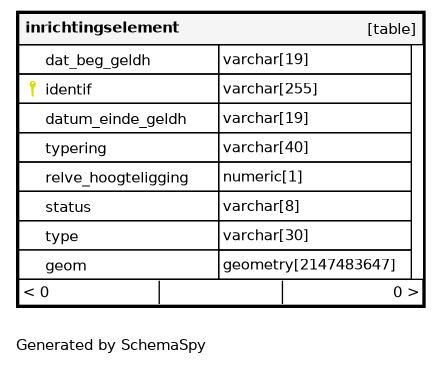 inrichtingselement [table]
dat_beg_geldh varchar[19]
identif varchar[255]
datum_einde_geldh varchar[19]
typering varchar[40]
relve_hoogteligging numeric[1]
status varchar[8]
type varchar[30]
geom geometry[2147483647]
< 0 0 >
Generated by SchemaSpy